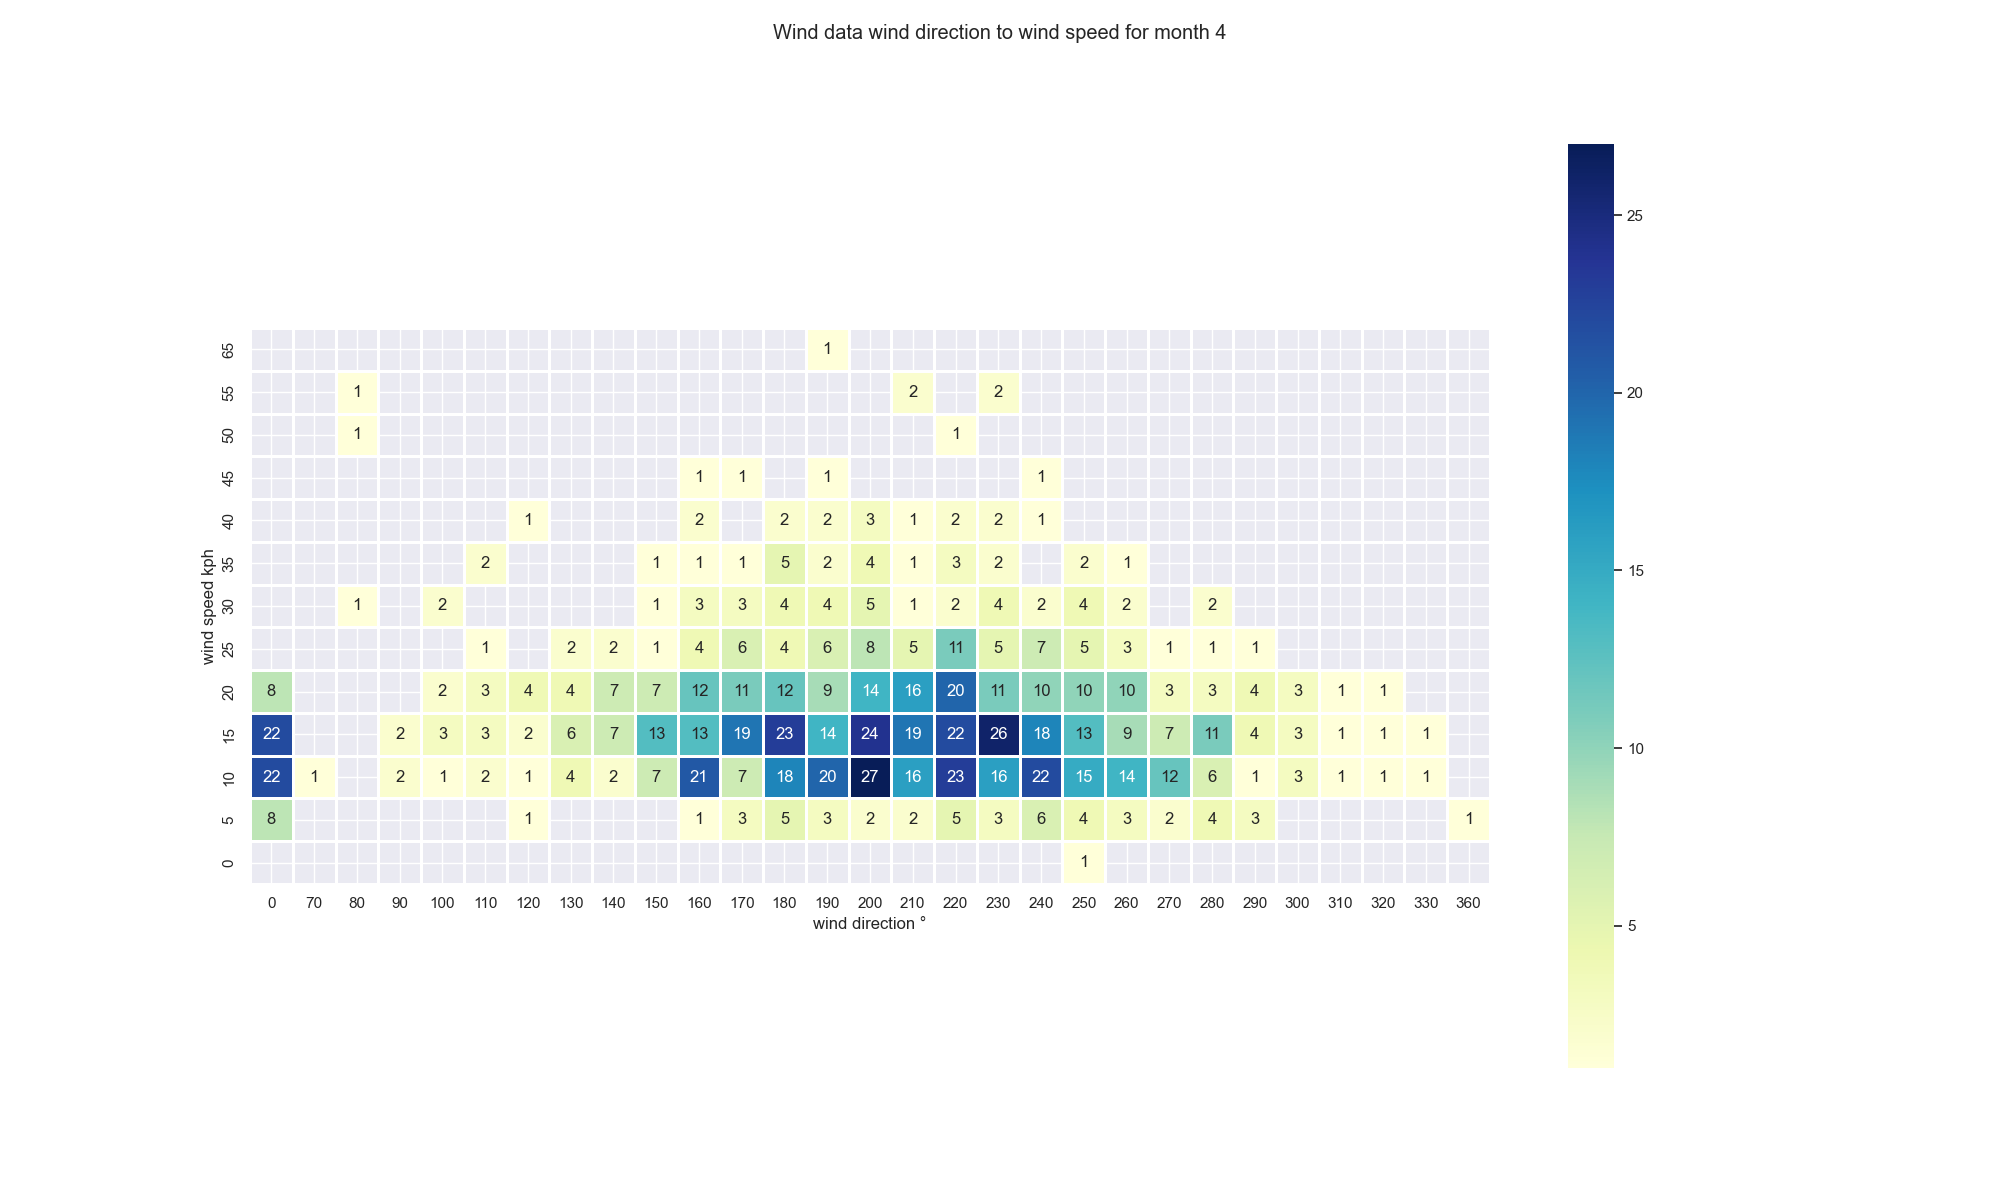 Wind data wind direction to wind speed for month 4
25
20
15
10
5
wind speed kph
65 1
55 1 2 2
50 1 1
45 1 1 1 1
40 1 2 2 2 3 1 2 2 1
35 2 1 1 1 5 2 4 1 3 2 2 1
30 1 2 1 3 3 4 4 5 1 2 4 2 4 2 2
25 1 2 2 1 4 6 4 6 8 5 11 5 7 5 3 1 1 1
20 8 2 3 4 4 7 7 12 11 12 9 14 16 20 11 10 10 10 3 3 4 3 1 1
15 22 2 3 3 2 6 7 13 13 19 23 14 24 19 22 26 18 13 9 7 11 4 3 1 1 1
10 22 1 2 1 2 1 4 2 7 21 7 18 20 27 16 23 16 22 15 14 12 6 1 3 1 1 1
5 8 1 1 3 5 3 2 2 5 3 6 4 3 2 4 3 1
0 1
0 70 80 90 100 110 120 130 140 150 160 170 180 190 200 210 220 230 240 250 260 270 280 290 300 310 320 330 360
wind direction °